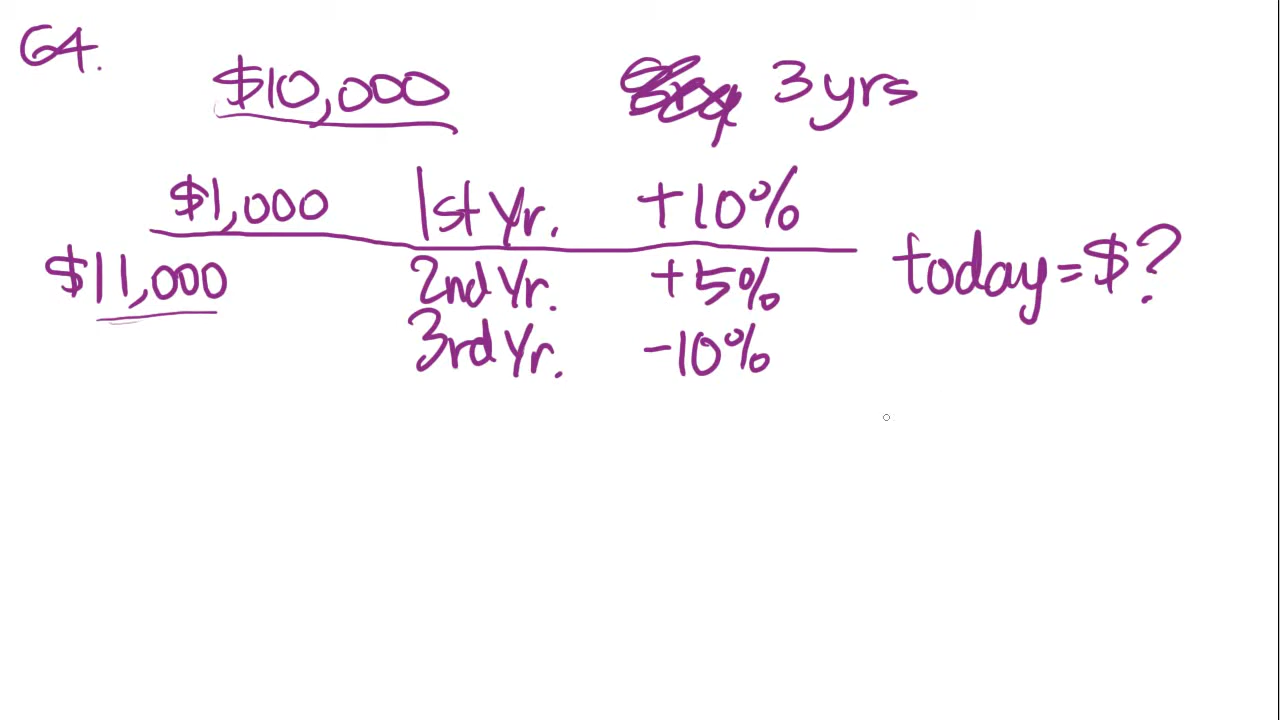 64.
$10,000 3 yrs
$1,000 1st Yr. +10%
$11,000 2nd Yr. +5% today = $?
3rd Yr. -10%